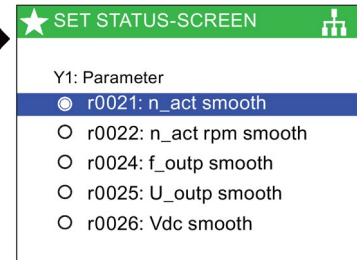 SET STATUS-SCREEN
Y1: Parameter
r0021: n_act smooth
r0022: n_act rpm smooth
r0024: f_outp smooth
r0025: U_outp smooth
r0026: Vdc smooth